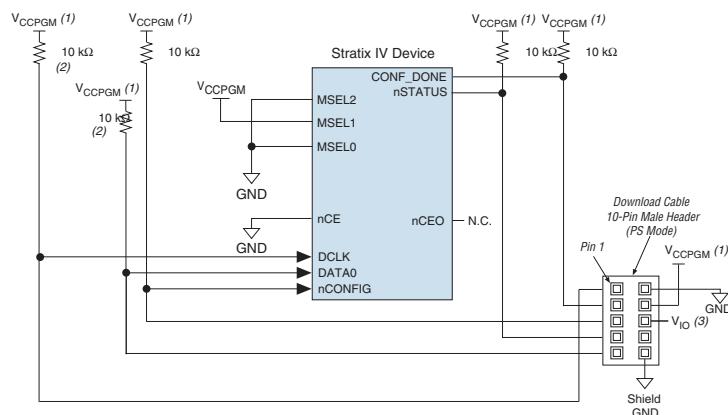 VCCPGM (1)
VCCPGM (1)
VCCPGM (1)
VCCPGM (1)
10 kΩ
(2)
10 kΩ
10 kΩ
10 kΩ
Stratix IV Device
VCCPGM (1)
10 kΩ
(2)
VCCPGM
CONF_DONE
nSTATUS
MSEL2
MSEL1
MSEL0
GND
nCE
nCEO
N.C.
GND
DCLK
DATA0
nCONFIG
Download Cable
10-Pin Male Header
(PS Mode)
Pin 1
VCCPGM (1)
GND
VIO (3)
Shield
GND